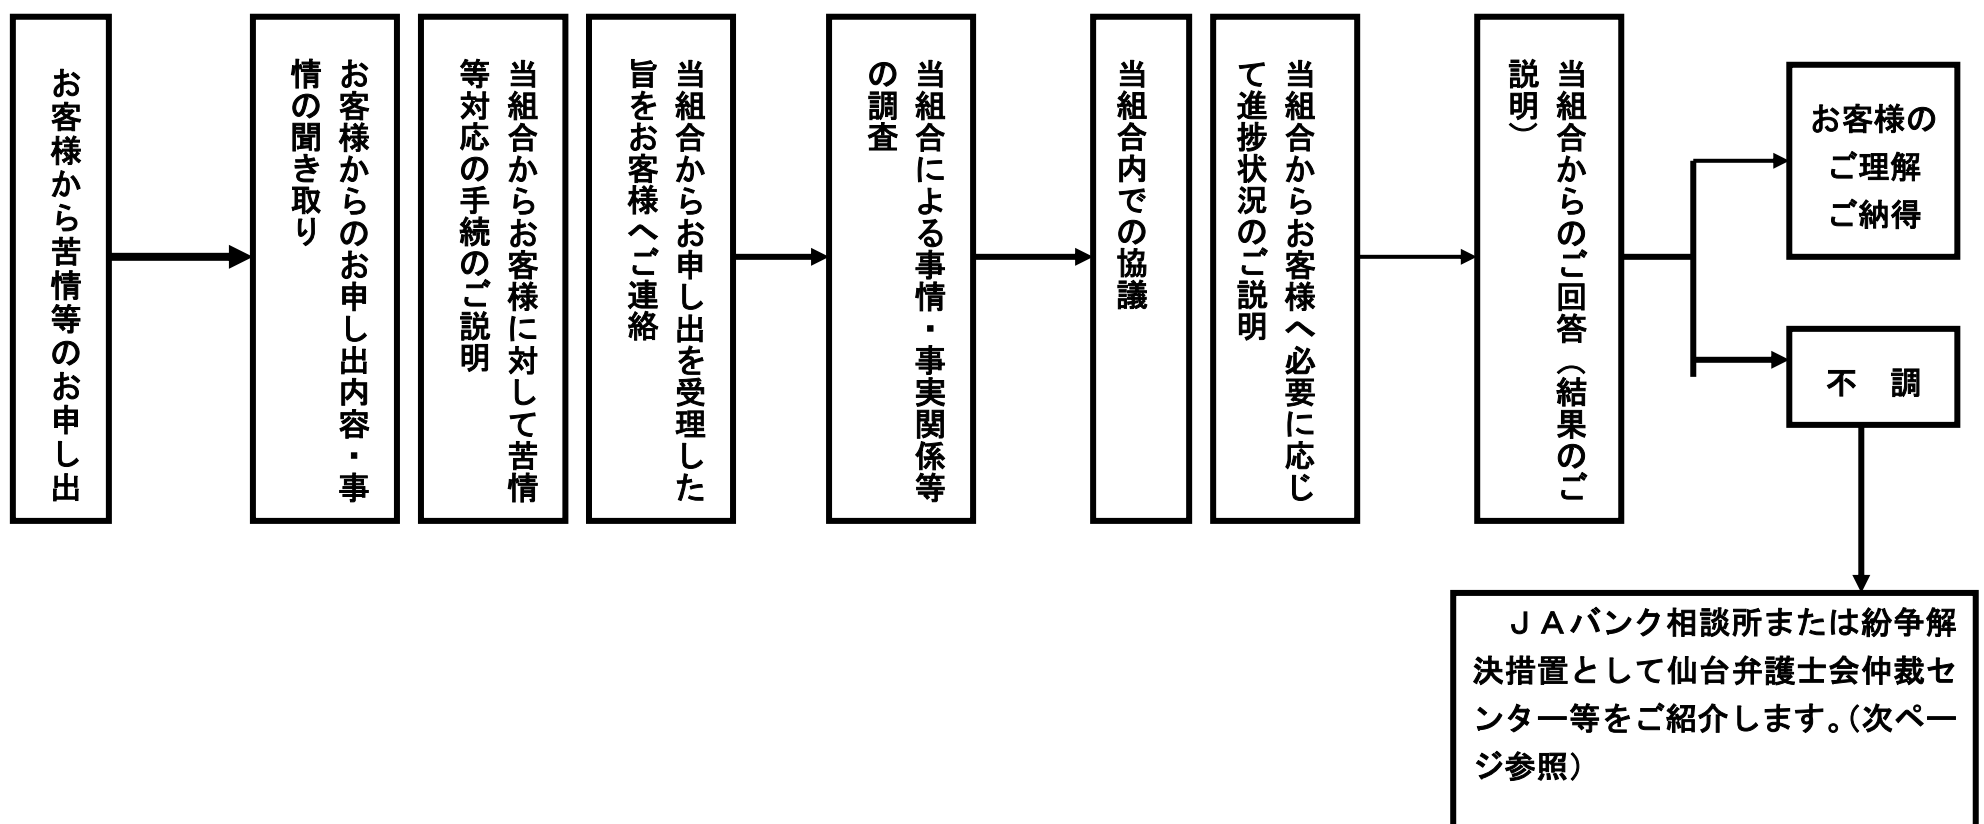 お客様から苦情等のお申し出
お客様からのお申し出内容・事
情の聞き取り
当組合からお客様に対して苦情
等対応の手続のご説明
当組合からお申し出を受理した
旨をお客様へご連絡
当組合による事情・事実関係等
の調査
当組合内での協議
当組合からお客様へ必要に応じ
て進捗状況のご説明
当組合からのご回答（結果のご
説明）
お客様の
ご理解
ご納得
不　調
ＪＡバンク相談所または紛争解
決措置として仙台弁護士会仲裁セ
ンター等をご紹介します。（次ペー
ジ参照）